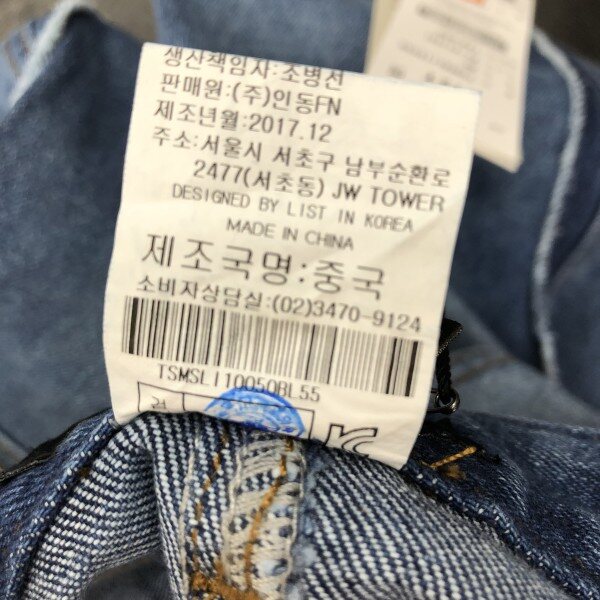 생산책임자:조병선
판매원:(주)인동FN
제조년월:2017.12
주소:서울시 서초구 남부순환로
2477(서초동) JW TOWER
DESIGNED BY LIST IN KOREA
MADE IN CHINA
제조국명:중국
소비자상담실:(02)3470-9124
TSMSLI10050BL55